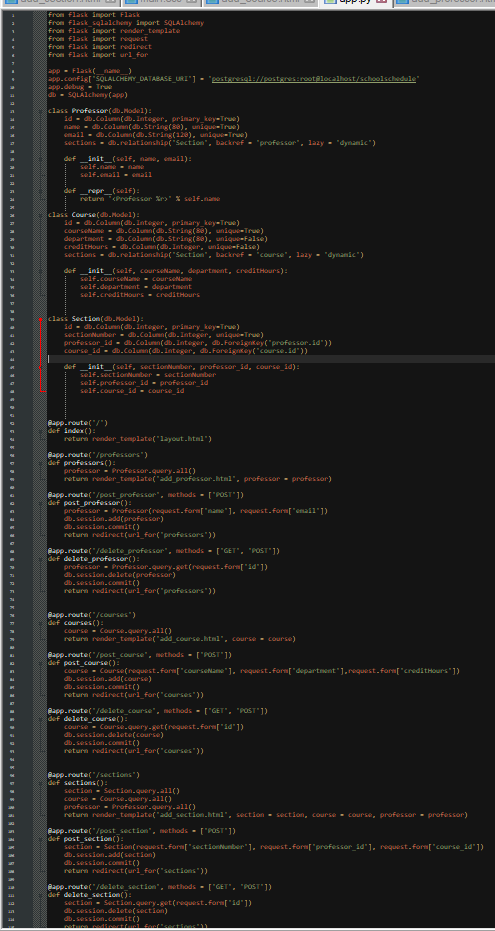 app.py
from flask import Flask
from flask_sqlalchemy import SQLAlchemy
from flask import render_template
from flask import request
from flask import redirect
from flask import url_for
app = Flask(__name__)
app.config['SQLALCHEMY_DATABASE_URI'] = 'postgresql://postgres:root@localhost/schoolschedule'
app.debug = True
db = SQLAlchemy(app)
class Professor(db.Model):
id = db.Column(db.Integer, primary_key=True)
name = db.Column(db.String(80), unique=True)
email = db.Column(db.String(120), unique=True)
sections = db.relationship('Section', backref = 'professor', lazy = 'dynamic')
def __init__(self, name, email):
self.name = name
self.email = email
def __repr__(self):
return '<Professor %r>' % self.name
class Course(db.Model):
id = db.Column(db.Integer, primary_key=True)
courseName = db.Column(db.String(80), unique=True)
department = db.Column(db.String(80), unique=False)
creditHours = db.Column(db.Integer, unique=False)
sections = db.relationship('Section', backref = 'course', lazy = 'dynamic')
def __init__(self, courseName, department, creditHours):
self.courseName = courseName
self.department = department
self.creditHours = creditHours
class Section(db.Model):
id = db.Column(db.Integer, primary_key=True)
sectionNumber = db.Column(db.Integer, unique=True)
professor_id = db.Column(db.Integer, db.ForeignKey('professor.id'))
course_id = db.Column(db.Integer, db.ForeignKey('course.id'))
def __init__(self, sectionNumber, professor_id, course_id):
self.sectionNumber = sectionNumber
self.professor_id = professor_id
self.course_id = course_id
@app.route('/')
def index():
return render_template('layout.html')
@app.route('/professors')
def professors():
professor = Professor.query.all()
return render_template('add_professor.html', professor = professor)
@app.route('/post_professor', methods = ['POST'])
def post_professor():
professor = Professor(request.form['name'], request.form['email'])
db.session.add(professor)
db.session.commit()
return redirect(url_for('professors'))
@app.route('/delete_professor', methods = ['GET', 'POST'])
def delete_professor():
professor = Professor.query.get(request.form['id'])
db.session.delete(professor)
db.session.commit()
return redirect(url_for('professors'))
@app.route('/courses')
def courses():
course = Course.query.all()
return render_template('add_course.html', course = course)
@app.route('/post_course', methods = ['POST'])
def post_course():
course = Course(request.form['courseName'], request.form['department'],request.form['creditHours'])
db.session.add(course)
db.session.commit()
return redirect(url_for('courses'))
@app.route('/delete_course', methods = ['GET', 'POST'])
def delete_course():
course = Course.query.get(request.form['id'])
db.session.delete(course)
db.session.commit()
return redirect(url_for('courses'))
@app.route('/sections')
def sections():
section = Section.query.all()
course = Course.query.all()
professor = Professor.query.all()
return render_template('add_section.html', section = section, course = course, professor = professor)
@app.route('/post_section', methods = ['POST'])
def post_section():
section = Section(request.form['sectionNumber'], request.form['professor_id'], request.form['course_id'])
db.session.add(section)
db.session.commit()
return redirect(url_for('sections'))
@app.route('/delete_section', methods = ['GET', 'POST'])
def delete_section():
section = Section.query.get(request.form['id'])
db.session.delete(section)
db.session.commit()
return redirect(url_for('sections'))